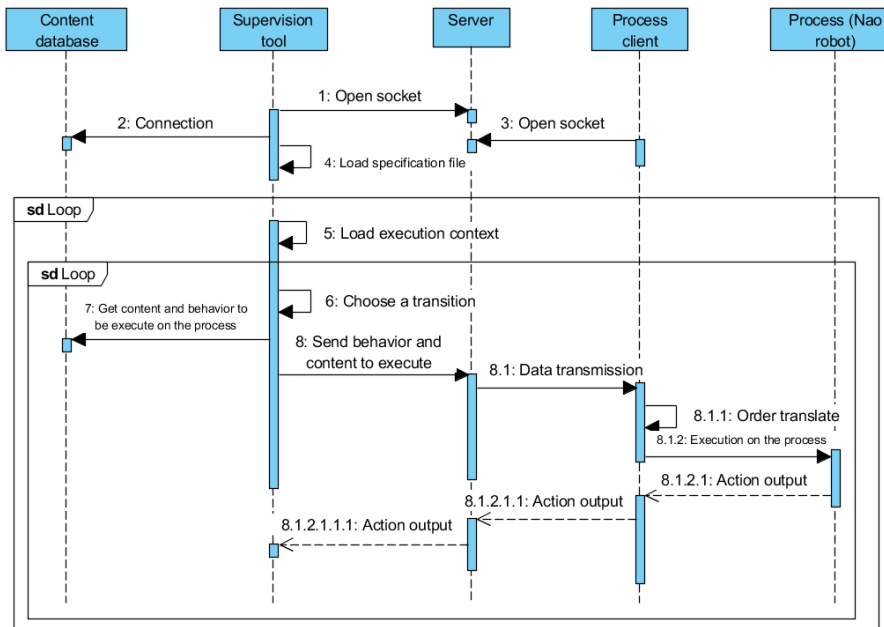 Content
database
Supervision
tool
Server
Process
client
Process (Nao
robot)
1: Open socket
2: Connection
3: Open socket
4: Load specification file
sd Loop
5: Load execution context
sd Loop
6: Choose a transition
7: Get content and behavior to
be execute on the process
8: Send behavior and
content to execute
8.1: Data transmission
8.1.1: Order translate
8.1.2: Execution on the process
8.1.2.1: Action output
8.1.2.1.1: Action output
8.1.2.1.1.1: Action output